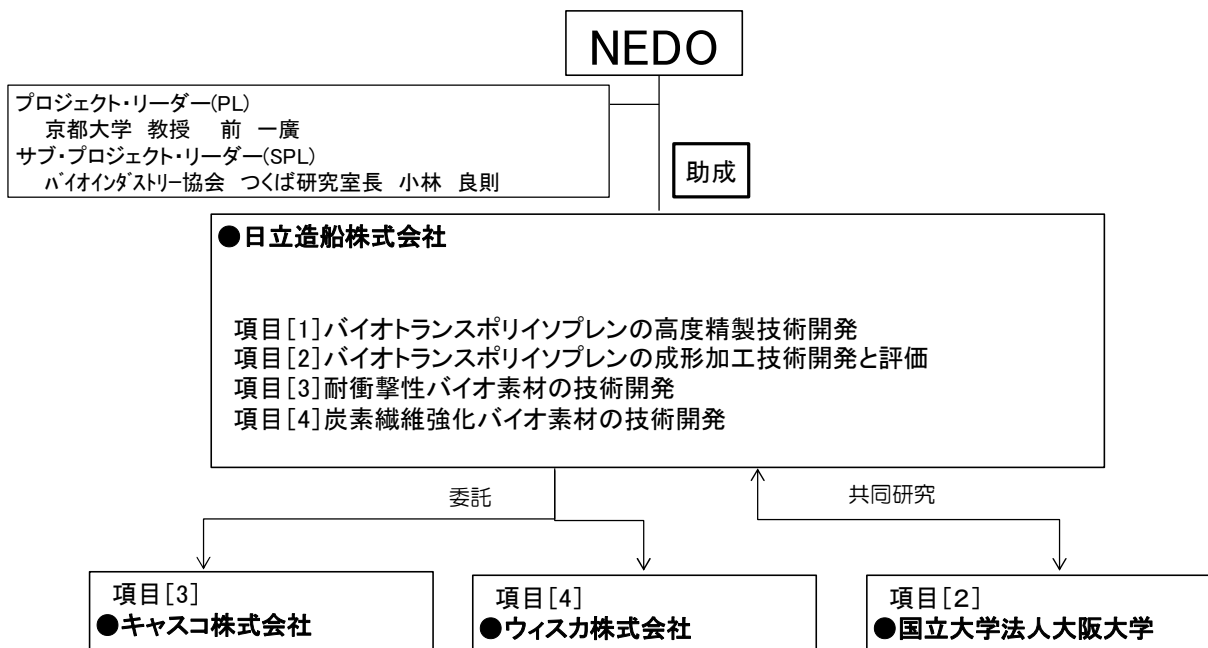 NEDO
プロジェクト・リーダー(PL)
京都大学 教授 前 一廣
サブ・プロジェクト・リーダー(SPL)
バイオインダストリー協会 つくば研究室長 小林 良則
助成
●日立造船株式会社
項目[1]バイオトランスポリイソプレンの高度精製技術開発
項目[2]バイオトランスポリイソプレンの成形加工技術開発と評価
項目[3]耐衝撃性バイオ素材の技術開発
項目[4]炭素繊維強化バイオ素材の技術開発
委託
共同研究
項目[3]
●キャスコ株式会社
項目[4]
●ウィスカ株式会社
項目[2]
●国立大学法人大阪大学